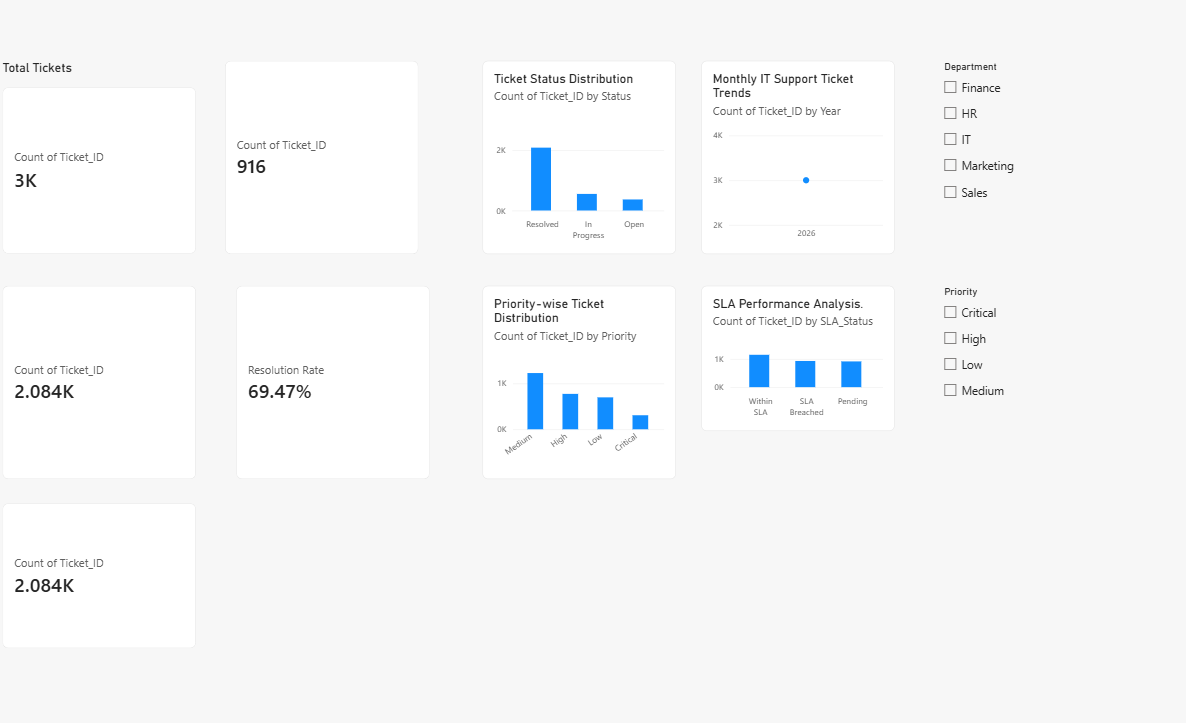 Total Tickets
Count of Ticket_ID
3K
Count of Ticket_ID
916
Ticket Status Distribution
Count of Ticket_ID by Status
2K
0K
Resolved
In
Progress
Open
Monthly IT Support Ticket
Trends
Count of Ticket_ID by Year
4K
3K
2K
2026
Department
Finance
HR
IT
Marketing
Sales
Count of Ticket_ID
2.084K
Resolution Rate
69.47%
Priority-wise Ticket
Distribution
Count of Ticket_ID by Priority
1K
0K
Medium
High
Low
Critical
SLA Performance Analysis.
Count of Ticket_ID by SLA_Status
1K
0K
Within
SLA
SLA
Breached
Pending
Priority
Critical
High
Low
Medium
Count of Ticket_ID
2.084K